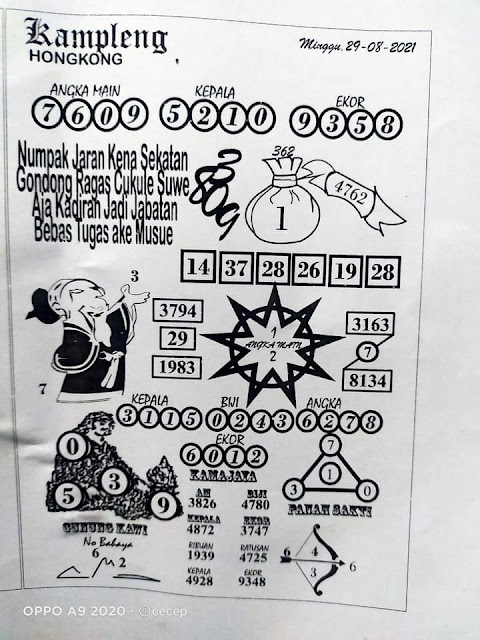 Kampleng
HONGKONG
Minggu, 29-08-2021
ANGKA MAIN
7609
KEPALA
5210
EKOR
9358
Numpak Jaran Kena Sekatan
Gondong Ragas Cukule Suwe
Aja Kadirah Jadi Jabatan
Bebas Tugas ake Musue
362
1
4762
14 37 28 26 19 28
3
7
3794
29
1983
1
ANGKA MAIN
2
3163
7
8134
KEPALA
3115
BIJI
0243
ANGKA
6278
EKOR
6012
0
5
3
9
GUNUNG KAWI
No Bahaya
6
2
KAMAJAYA
AM BIJI
3826 4780
KEPALA EKOR
4872 3747
RIBUAN RATUSAN
1939 4725
KEPALA EKOR
4928 9348
7
1
3 0
PANAH SAKTI
6 4 6
3
OPPO A9 2020 · ©cecep